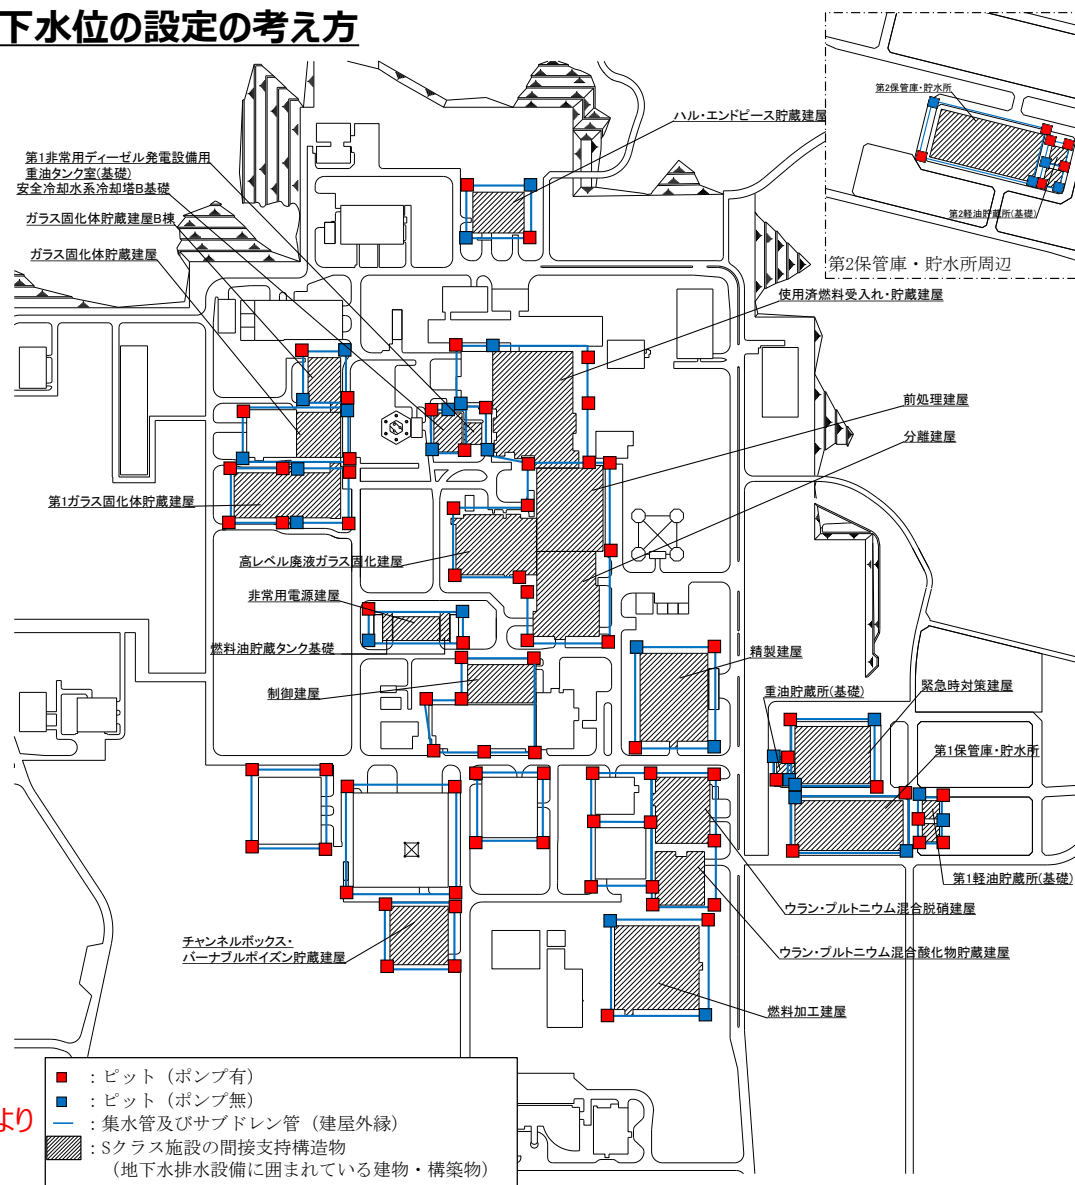 下水位の設定の考え方
ハル・エンドピース貯蔵建屋
第2保管庫・貯水所
第2軽油貯蔵所(基礎)
第2保管庫・貯水所周辺
第1非常用ディーゼル発電設備用
重油タンク室(基礎)
安全冷却水系冷却塔B基礎
ガラス固化体貯蔵建屋B棟
ガラス固化体貯蔵建屋
使用済燃料受入れ・貯蔵建屋
前処理建屋
分離建屋
第1ガラス固化体貯蔵建屋
高レベル廃液ガラス固化建屋
非常用電源建屋
燃料油貯蔵タンク基礎
制御建屋
精製建屋
重油貯蔵所(基礎)
緊急時対策建屋
第1保管庫・貯水所
第1軽油貯蔵所(基礎)
ウラン・プルトニウム混合脱硝建屋
チャンネルボックス・
バーナブルポイズン貯蔵建屋
ウラン・プルトニウム混合酸化物貯蔵建屋
燃料加工建屋
より
：ピット（ポンプ有）
：ピット（ポンプ無）
：集水管及びサブドレン管（建屋外縁）
：Sクラス施設の間接支持構造物
（地下水排水設備に囲まれている建物・構築物）